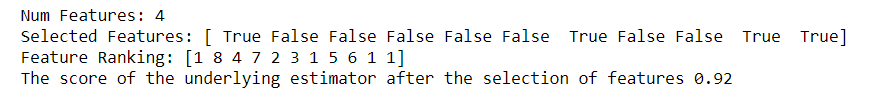 Num Features: 4
Selected Features: [ True False False False False False  True False False  True  True]
Feature Ranking: [1 8 4 7 2 3 1 5 6 1 1]
The score of the underlying estimator after the selection of features 0.92